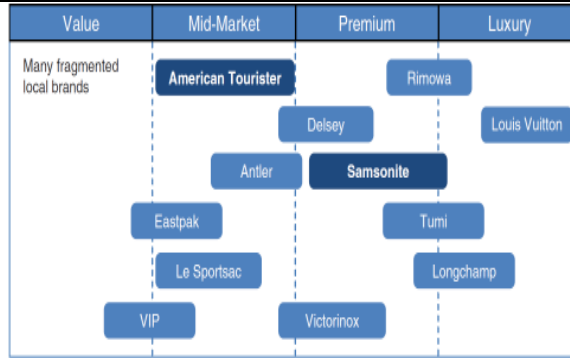 Value Mid-Market Premium Luxury
Many fragmented
local brands
American Tourister
Rimowa
Delsey
Louis Vuitton
Antler
Samsonite
Eastpak
Tumi
Le Sportsac
Longchamp
VIP
Victorinox